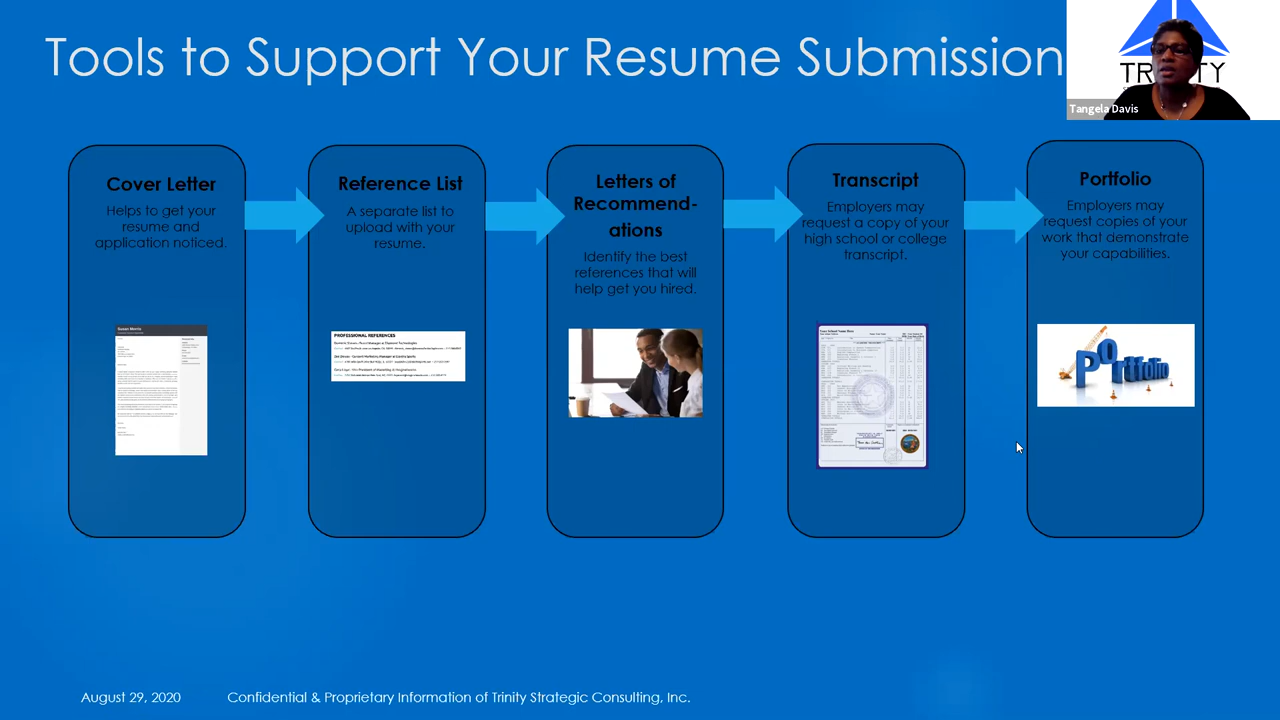 Tools to Support Your Resume Submission
Tangela Davis
Cover Letter
Helps to get your
resume and
application noticed.
Susan Morris
Reference List
A separate list to
upload with your
resume.
PROFESSIONAL REFERENCES
Letters of
Recommend-
ations
Identify the best
references that will
help get you hired.
Transcript
Employers may
request a copy of your
high school or college
transcript.
Portfolio
Employers may
request copies of your
work that demonstrate
your capabilities.
Portfolio
August 29, 2020
Confidential & Proprietary Information of Trinity Strategic Consulting, Inc.